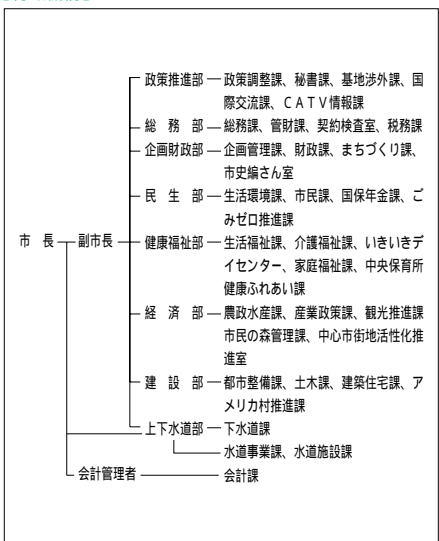 政策推進部 政策調整課、秘書課、基地渉外課、国
際交流課、ＣＡＴＶ情報課
総　務　部 総務課、管財課、契約検査室、税務課
企画財政部 企画管理課、財政課、まちづくり課、
市史編さん室
民　生　部 生活環境課、市民課、国保年金課、ご
みゼロ推進課
市　長 副市長 健康福祉部 生活福祉課、介護福祉課、いきいきデ
イセンター、家庭福祉課、中央保育所
健康ふれあい課
経　済　部 農政水産課、産業政策課、観光推進課
市民の森管理課、中心市街地活性化推
進室
建　設　部 都市整備課、土木課、建築住宅課、ア
メリカ村推進課
上下水道部 下水道課
水道事業課、水道施設課
会計管理者 会計課